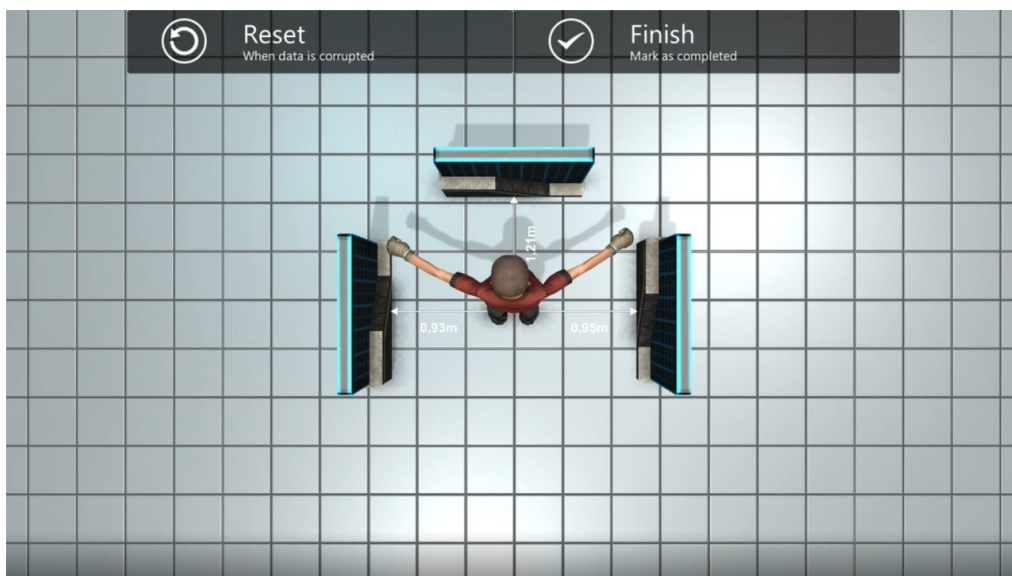 Reset
When data is corrupted
Finish
Mark as completed
1.21m
0,93m
0,95m